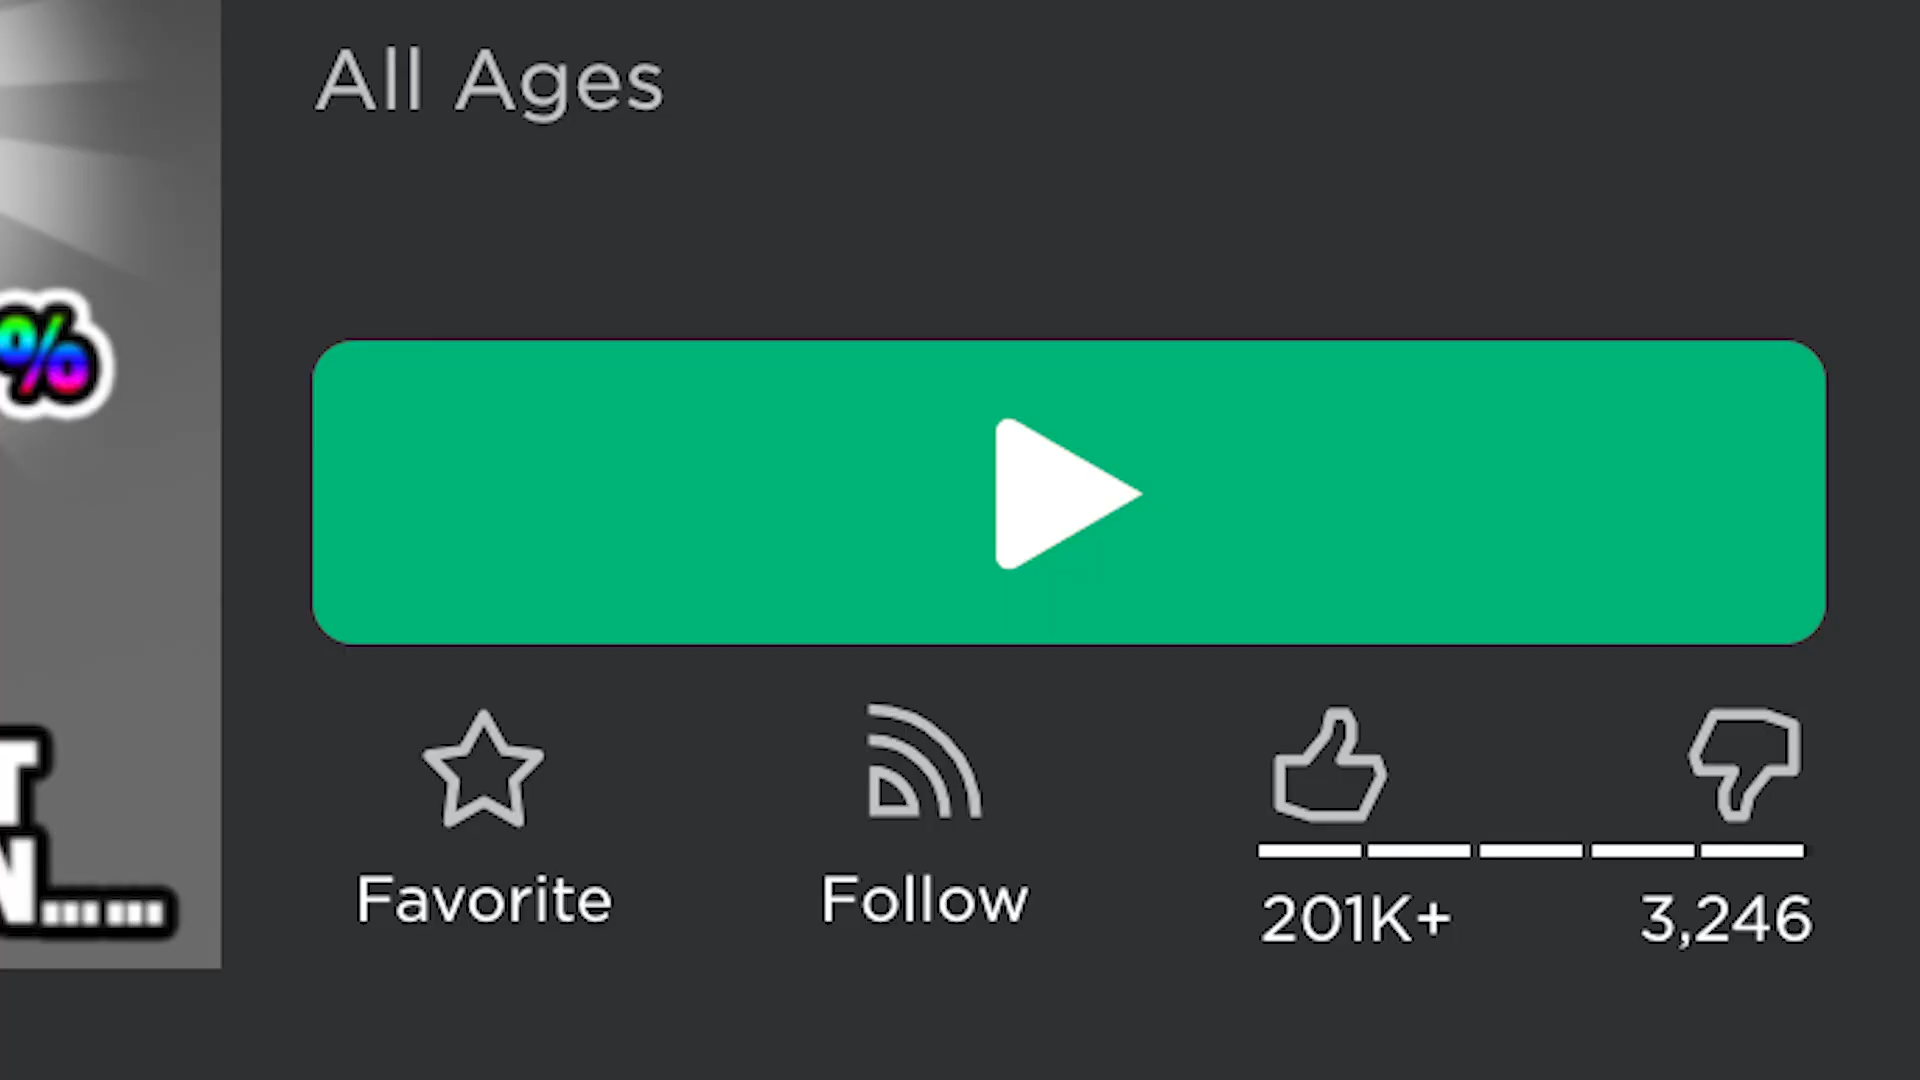 All Ages
%
T
N......
Favorite
Follow
201K+
3,246